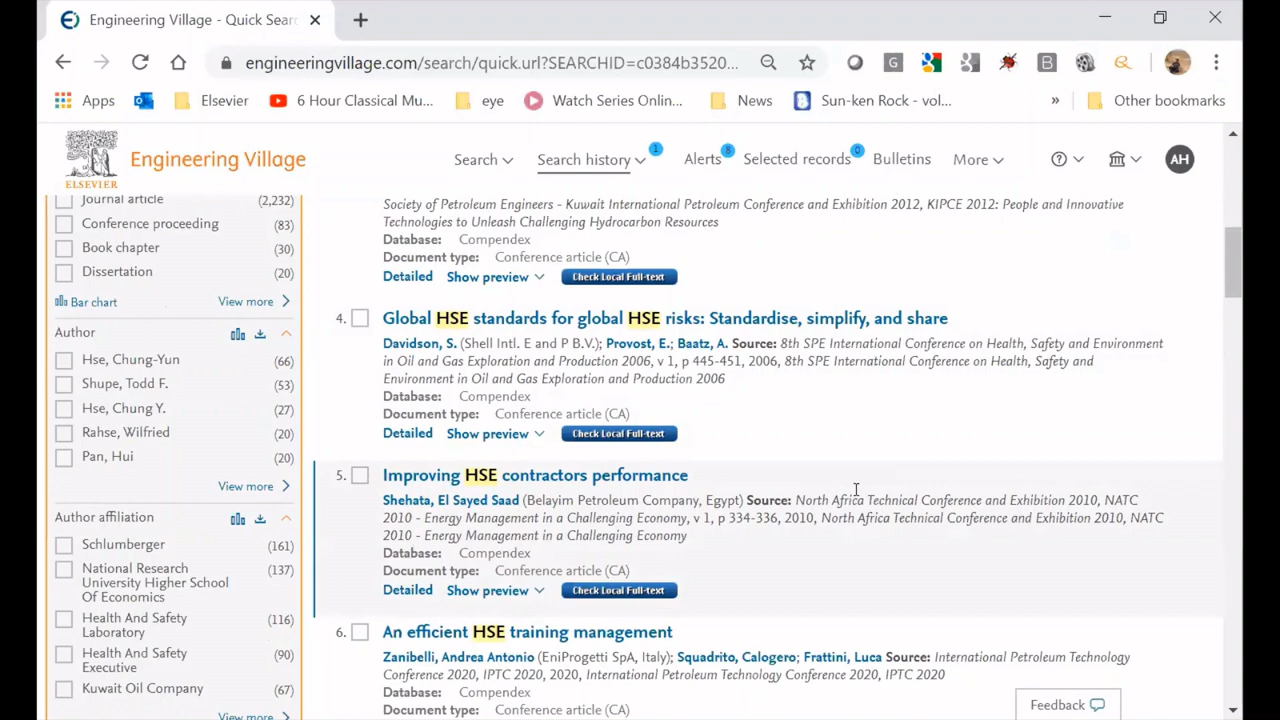 Engineering Village - Quick Sear
engineeringvillage.com/search/quick.url?SEARCHID=c0384b3520...
G
B
Apps
Elsevier
6 Hour Classical Mu...
eye
Watch Series Onlin...
News
Sun-ken Rock - vol...
»
Other bookmarks
ELSEVIER
Engineering Village
Search
Search history
1
Alerts
8
Selected records
0
Bulletins
More
AH
Journal article (2,232)
Conference proceeding (83)
Book chapter (30)
Dissertation (20)
Bar chart
View more
Author
Hse, Chung-Yun (66)
Shupe, Todd F. (53)
Hse, Chung Y. (27)
Rahse, Wilfried (20)
Pan, Hui (20)
View more
Author affiliation
Schlumberger (161)
National Research (137)
University Higher School
Of Economics
Health And Safety (116)
Laboratory
Health And Safety (90)
Executive
Kuwait Oil Company (67)
View more
Society of Petroleum Engineers - Kuwait International Petroleum Conference and Exhibition 2012, KIPCE 2012: People and Innovative
Technologies to Unleash Challenging Hydrocarbon Resources
Database: Compendex
Document type: Conference article (CA)
Detailed Show preview Check Local Full-text
4. Global HSE standards for global HSE risks: Standardise, simplify, and share
Davidson, S. (Shell Intl. E and P B.V.); Provost, E.; Baatz, A. Source: 8th SPE International Conference on Health, Safety and Environment
in Oil and Gas Exploration and Production 2006, v 1, p 445-451, 2006, 8th SPE International Conference on Health, Safety and
Environment in Oil and Gas Exploration and Production 2006
Database: Compendex
Document type: Conference article (CA)
Detailed Show preview Check Local Full-text
5. Improving HSE contractors performance
Shehata, El Sayed Saad (Belayim Petroleum Company, Egypt) Source: North Africa Technical Conference and Exhibition 2010, NATC
2010 - Energy Management in a Challenging Economy, v 1, p 334-336, 2010, North Africa Technical Conference and Exhibition 2010, NATC
2010 - Energy Management in a Challenging Economy
Database: Compendex
Document type: Conference article (CA)
Detailed Show preview Check Local Full-text
6. An efficient HSE training management
Zanibelli, Andrea Antonio (EniProgetti SpA, Italy); Squadrito, Calogero; Frattini, Luca Source: International Petroleum Technology
Conference 2020, IPTC 2020, 2020, International Petroleum Technology Conference 2020, IPTC 2020
Database: Compendex
Document type: Conference article (CA)
Feedback